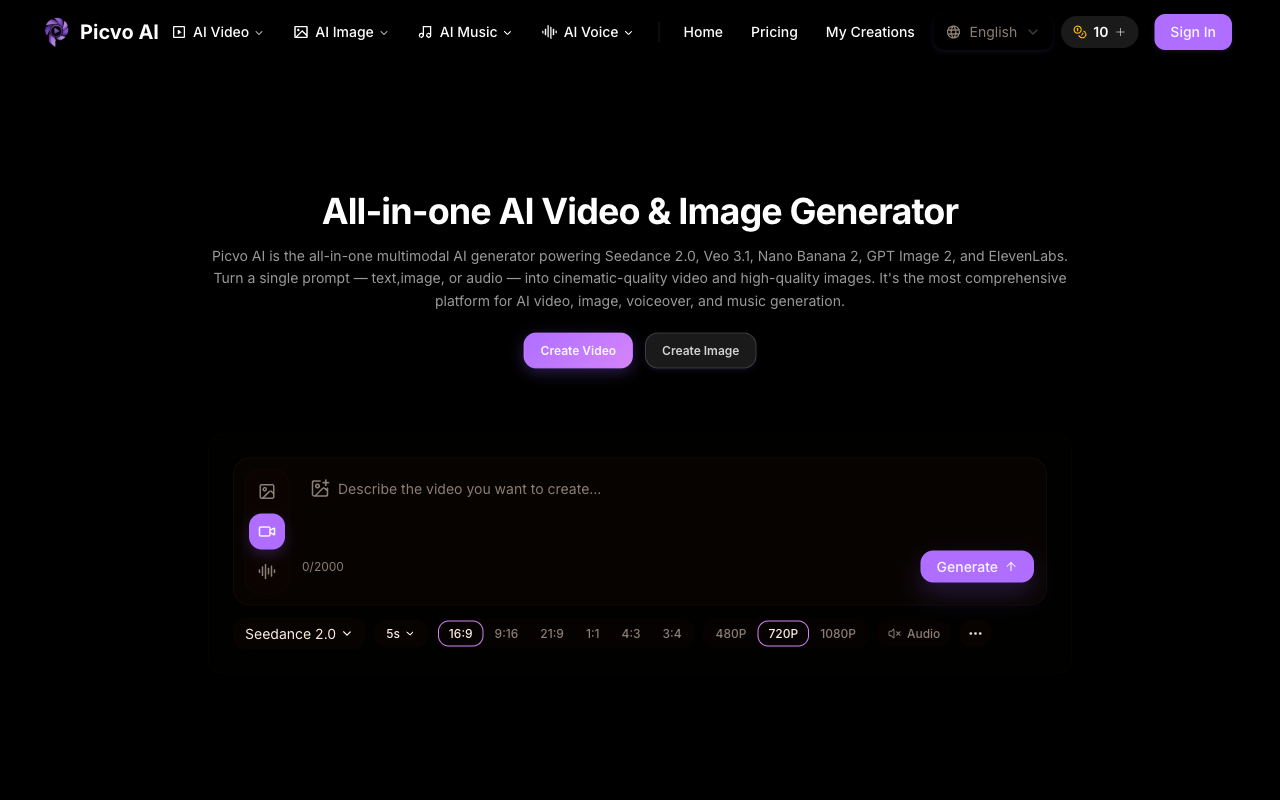 Picvo AI
AI Video
AI Image
AI Music
AI Voice
Home
Pricing
My Creations
English
10
Sign In
All-in-one AI Video & Image Generator
Picvo AI is the all-in-one multimodal AI generator powering Seedance 2.0, Veo 3.1, Nano Banana 2, GPT Image 2, and ElevenLabs.
Turn a single prompt — text,image, or audio — into cinematic-quality video and high-quality images. It's the most comprehensive
platform for AI video, image, voiceover, and music generation.
Create Video
Create Image
Describe the video you want to create...
0/2000
Generate
Seedance 2.0
5s
16:9
9:16
21:9
1:1
4:3
3:4
480P
720P
1080P
Audio